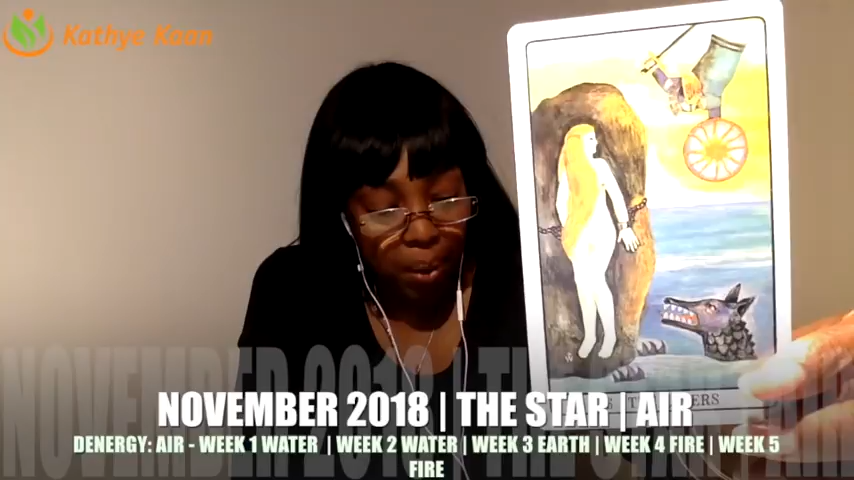 Kathye Kaan
NOVEMBER 2018 | THE STAR | AIR
DENERGY: AIR - WEEK 1 WATER | WEEK 2 WATER | WEEK 3 EARTH | WEEK 4 FIRE | WEEK 5
FIRE